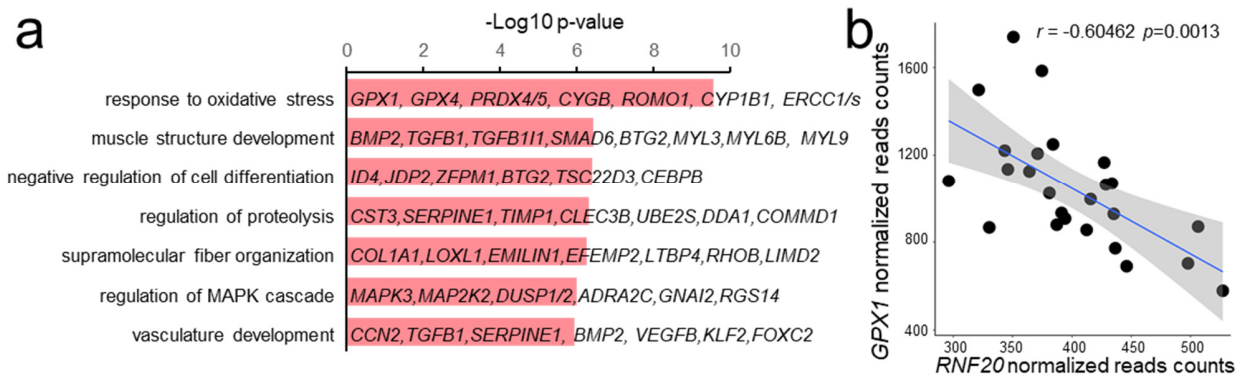 a
-Log10 p-value
0 2 4 6 8 10
response to oxidative stress GPX1, GPX4, PRDX4/5, CYGB, ROMO1, CYP1B1, ERCC1/s
muscle structure development BMP2,TGFB1,TGFB1I1,SMAD6,BTG2,MYL3,MYL6B, MYL9
negative regulation of cell differentiation ID4,JDP2,ZFPM1,BTG2,TSC22D3,CEBPB
regulation of proteolysis CST3,SERPINE1,TIMP1,CLEC3B,UBE2S,DDA1,COMMD1
supramolecular fiber organization COL1A1,LOXL1,EMILIN1,EFEMP2,LTBP4,RHOB,LIMD2
regulation of MAPK cascade MAPK3,MAP2K2,DUSP1/2,ADRA2C,GNAI2,RGS14
vasculature development CCN2,TGFB1,SERPINE1, BMP2, VEGFB,KLF2,FOXC2
b
r = -0.60462 p=0.0013
GPX1 normalized reads counts
1600
1200
800
400
300 350 400 450 500
RNF20 normalized reads counts